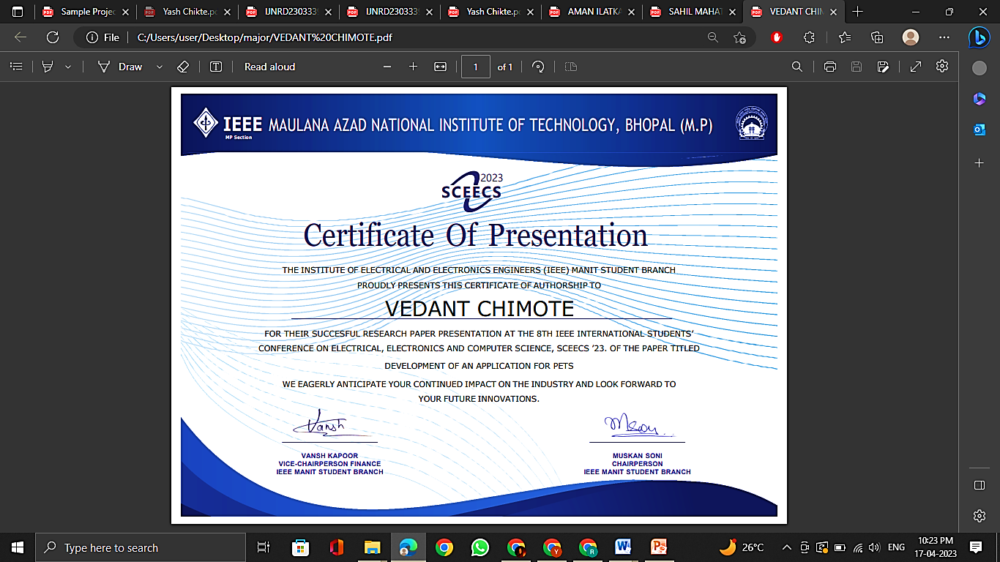 Sample Projec
Yash Chikte.pd
IJNRD2303335
IJNRD2303335
Yash Chikte.pd
AMAN ILATKA
SAHIL MAHAT
VEDANT CHIM
File
C:/Users/user/Desktop/major/VEDANT%20CHIMOTE.pdf
Draw
Read aloud
1
of 1
IEEE
MP Section
MAULANA AZAD NATIONAL INSTITUTE OF TECHNOLOGY, BHOPAL (M.P)
2023
SCEECS
Certificate Of Presentation
THE INSTITUTE OF ELECTRICAL AND ELECTRONICS ENGINEERS (IEEE) MANIT STUDENT BRANCH
PROUDLY PRESENTS THIS CERTIFICATE OF AUTHORSHIP TO
VEDANT CHIMOTE
FOR THEIR SUCCESFUL RESEARCH PAPER PRESENTATION AT THE 8TH IEEE INTERNATIONAL STUDENTS’
CONFERENCE ON ELECTRICAL, ELECTRONICS AND COMPUTER SCIENCE, SCEECS ’23. OF THE PAPER TITLED
DEVELOPMENT OF AN APPLICATION FOR PETS
WE EAGERLY ANTICIPATE YOUR CONTINUED IMPACT ON THE INDUSTRY AND LOOK FORWARD TO
YOUR FUTURE INNOVATIONS.
Vansh
VANSH KAPOOR
VICE-CHAIRPERSON FINANCE
IEEE MANIT STUDENT BRANCH
MUSKAN SONI
CHAIRPERSON
IEEE MANIT STUDENT BRANCH
Type here to search
26°C
ENG
10:23 PM
17-04-2023